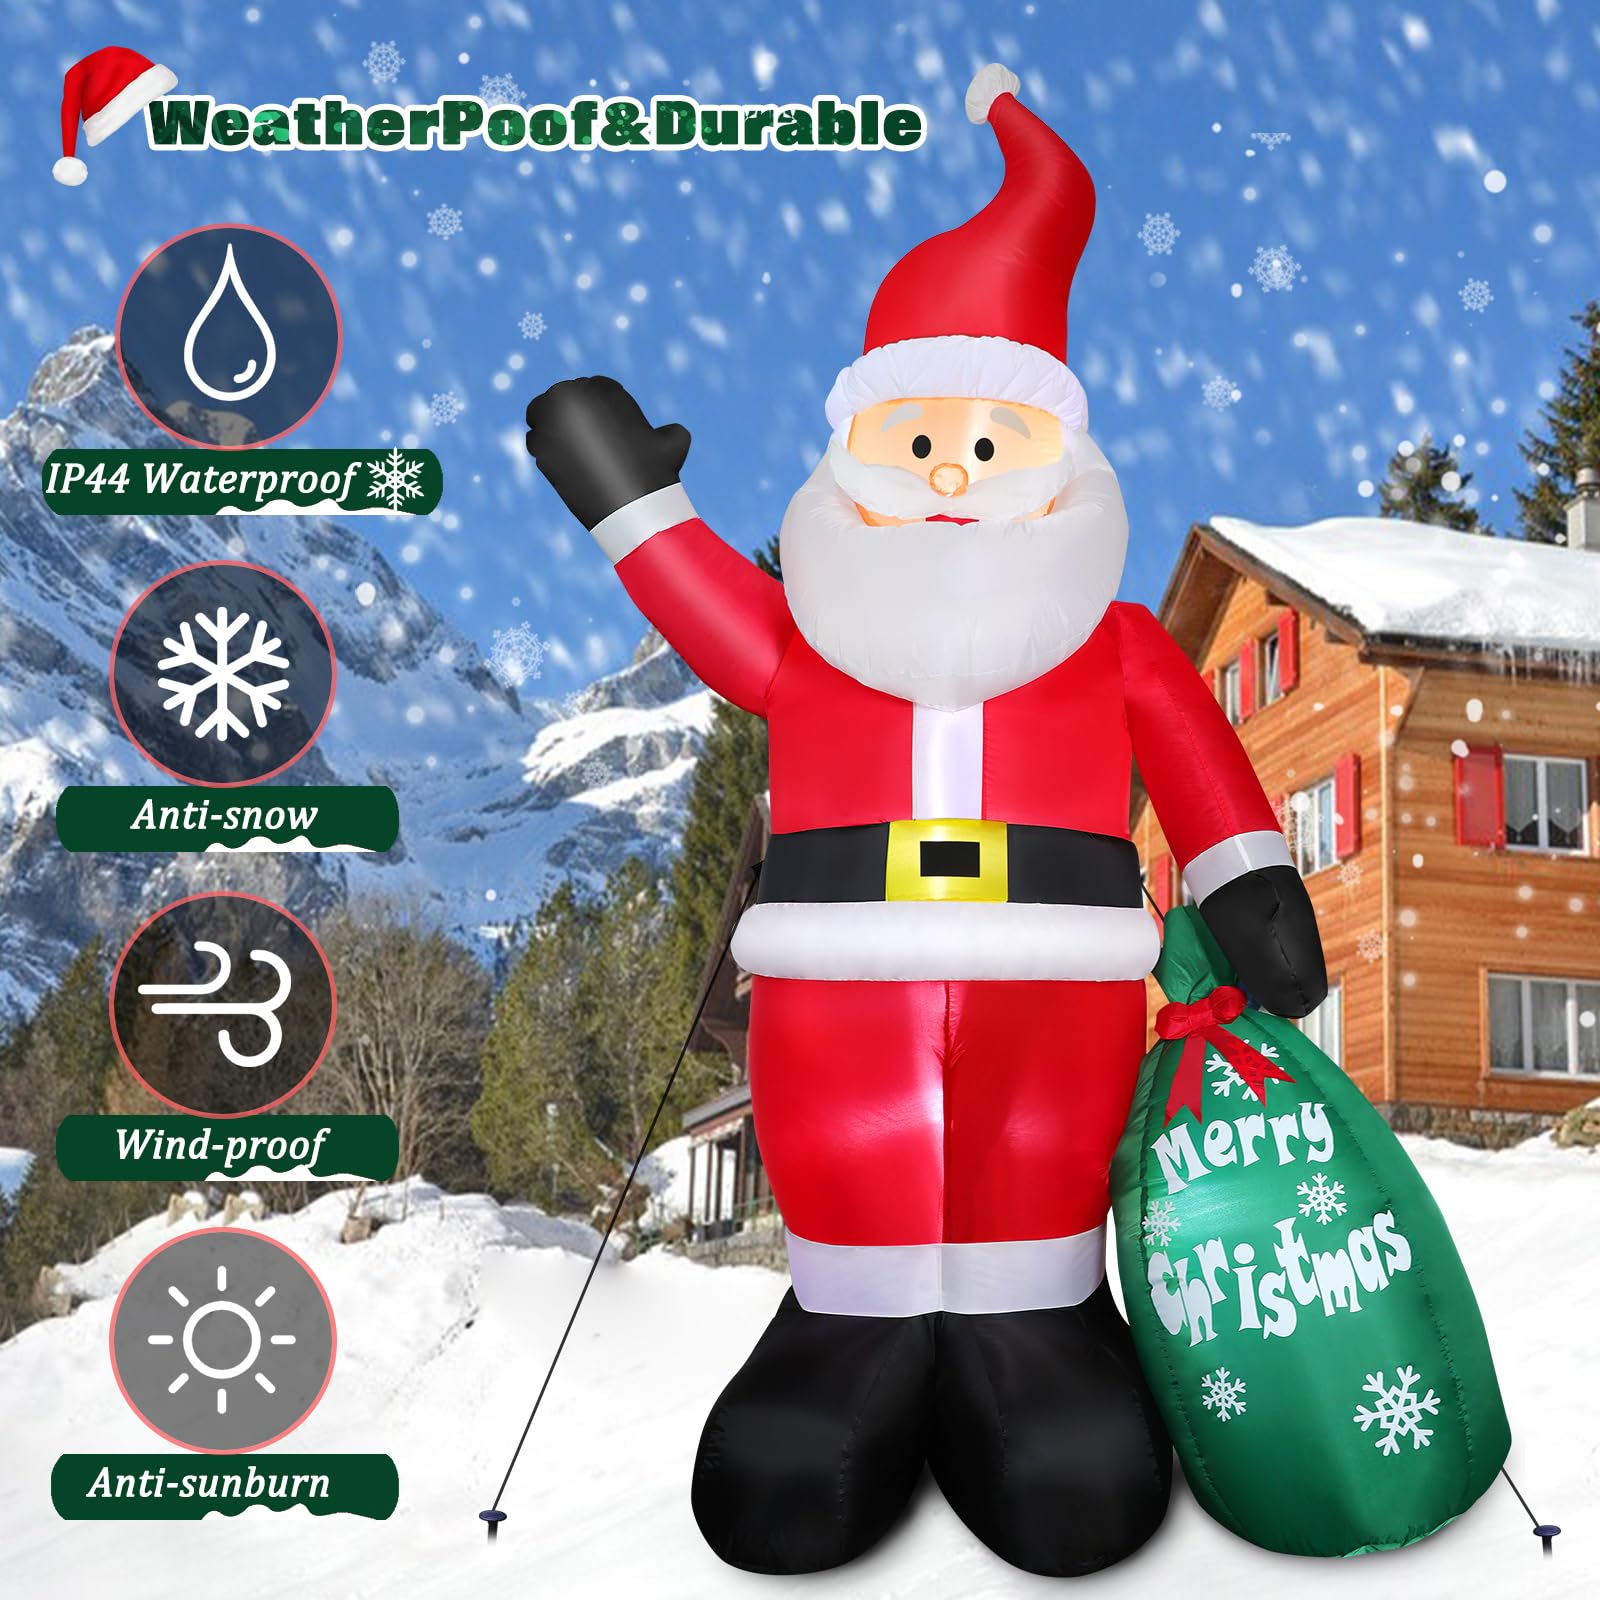 WeatherPoof&Durable
IP44 Waterproof
Anti-snow
Wind-proof
Anti-sunburn
Merry
Christmas